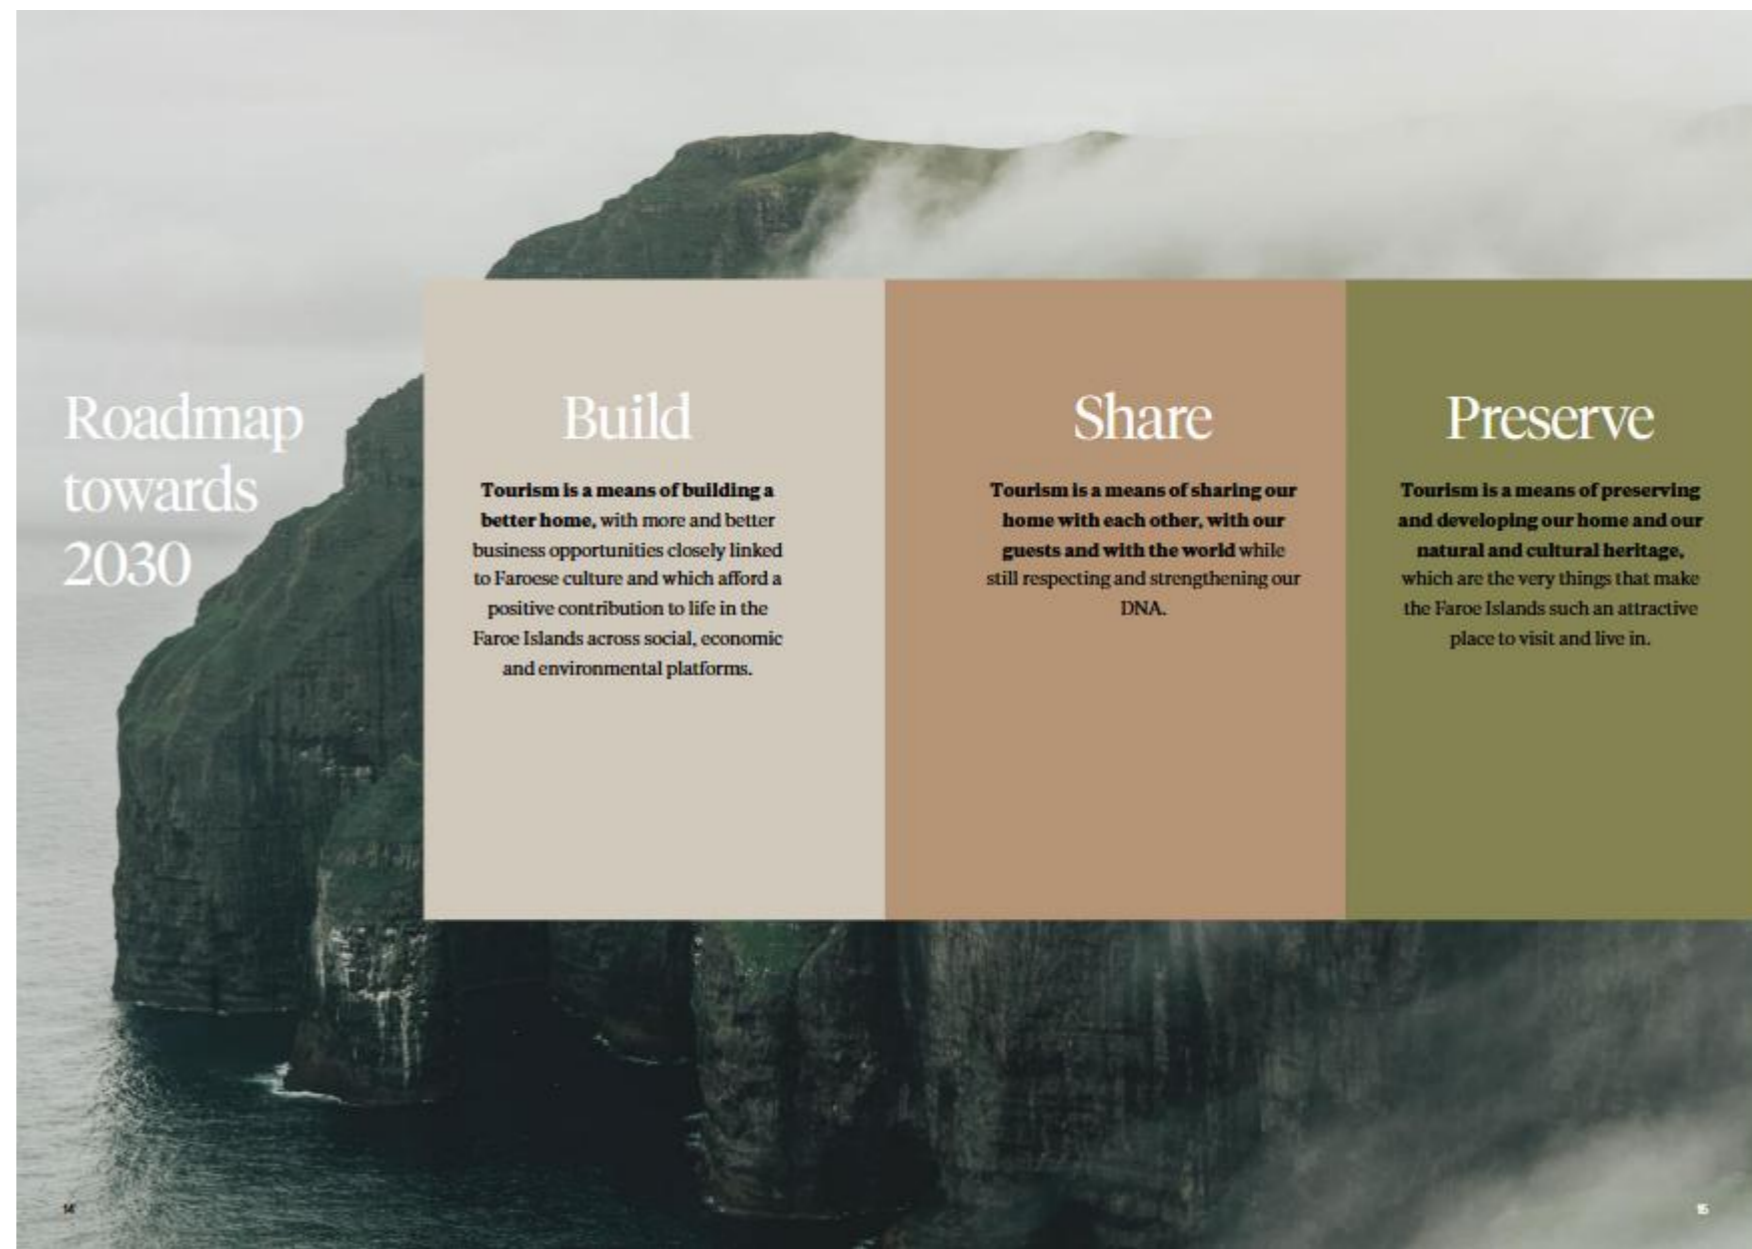 Roadmap
towards
2030
Build
Tourism is a means of building a
better home, with more and better
business opportunities closely linked
to Faroese culture and which afford a
positive contribution to life in the
Faroe Islands across social, economic
and environmental platforms.
Share
Tourism is a means of sharing our
home with each other, with our
guests and with the world while
still respecting and strengthening our
DNA.
Preserve
Tourism is a means of preserving
and developing our home and our
natural and cultural heritage,
which are the very things that make
the Faroe Islands such an attractive
place to visit and live in.
14
15